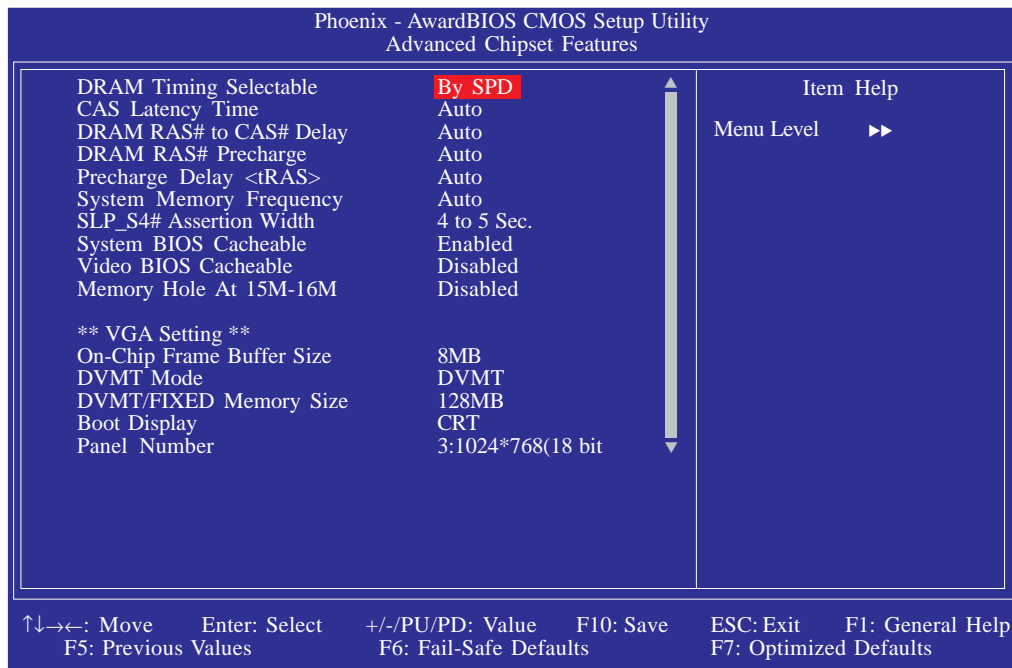 Phoenix - AwardBIOS CMOS Setup Utility
Advanced Chipset Features
DRAM Timing Selectable By SPD
CAS Latency Time Auto
DRAM RAS# to CAS# Delay Auto
DRAM RAS# Precharge Auto
Precharge Delay <tRAS> Auto
System Memory Frequency Auto
SLP_S4# Assertion Width 4 to 5 Sec.
System BIOS Cacheable Enabled
Video BIOS Cacheable Disabled
Memory Hole At 15M-16M Disabled
** VGA Setting **
On-Chip Frame Buffer Size 8MB
DVMT Mode DVMT
DVMT/FIXED Memory Size 128MB
Boot Display CRT
Panel Number 3:1024*768(18 bit
Item Help
Menu Level ▶▶
↑↓→←: Move Enter: Select +/-/PU/PD: Value F10: Save ESC: Exit F1: General Help
F5: Previous Values F6: Fail-Safe Defaults F7: Optimized Defaults